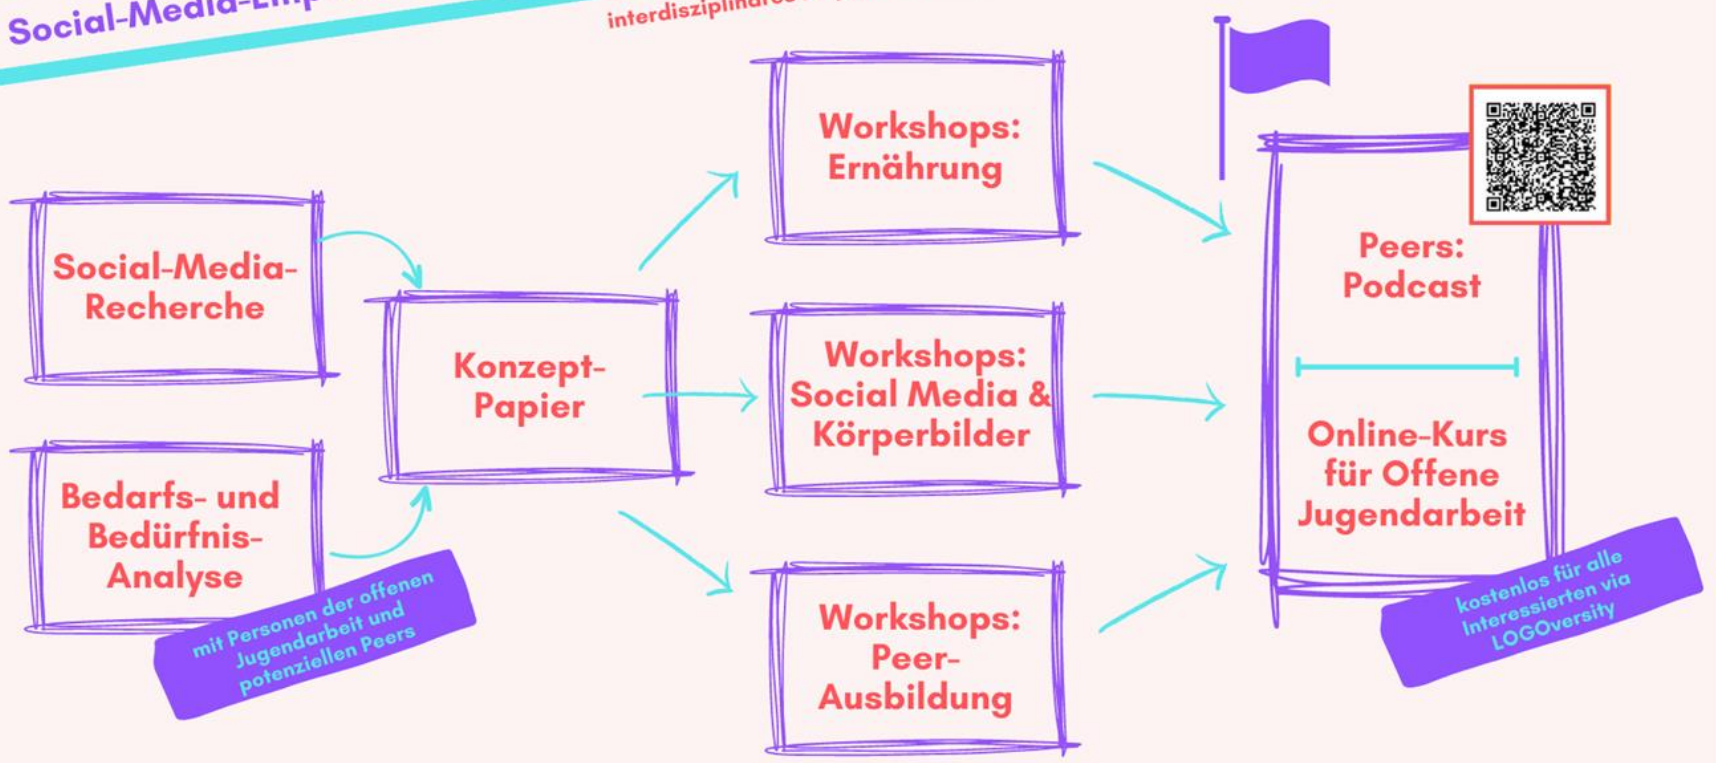 interdisziplinäres
Social-Media-
Recherche
Bedarfs- und
Bedürfnis-
Analyse
mit Personen der offenen
Jugendarbeit und
potenziellen Peers
Konzept-
Papier
Workshops:
Ernährung
Workshops:
Social Media &
Körperbilder
Workshops:
Peer-
Ausbildung
Peers:
Podcast
Online-Kurs
für Offene
Jugendarbeit
kostenlos für alle
Interessierten via
LOGOversity